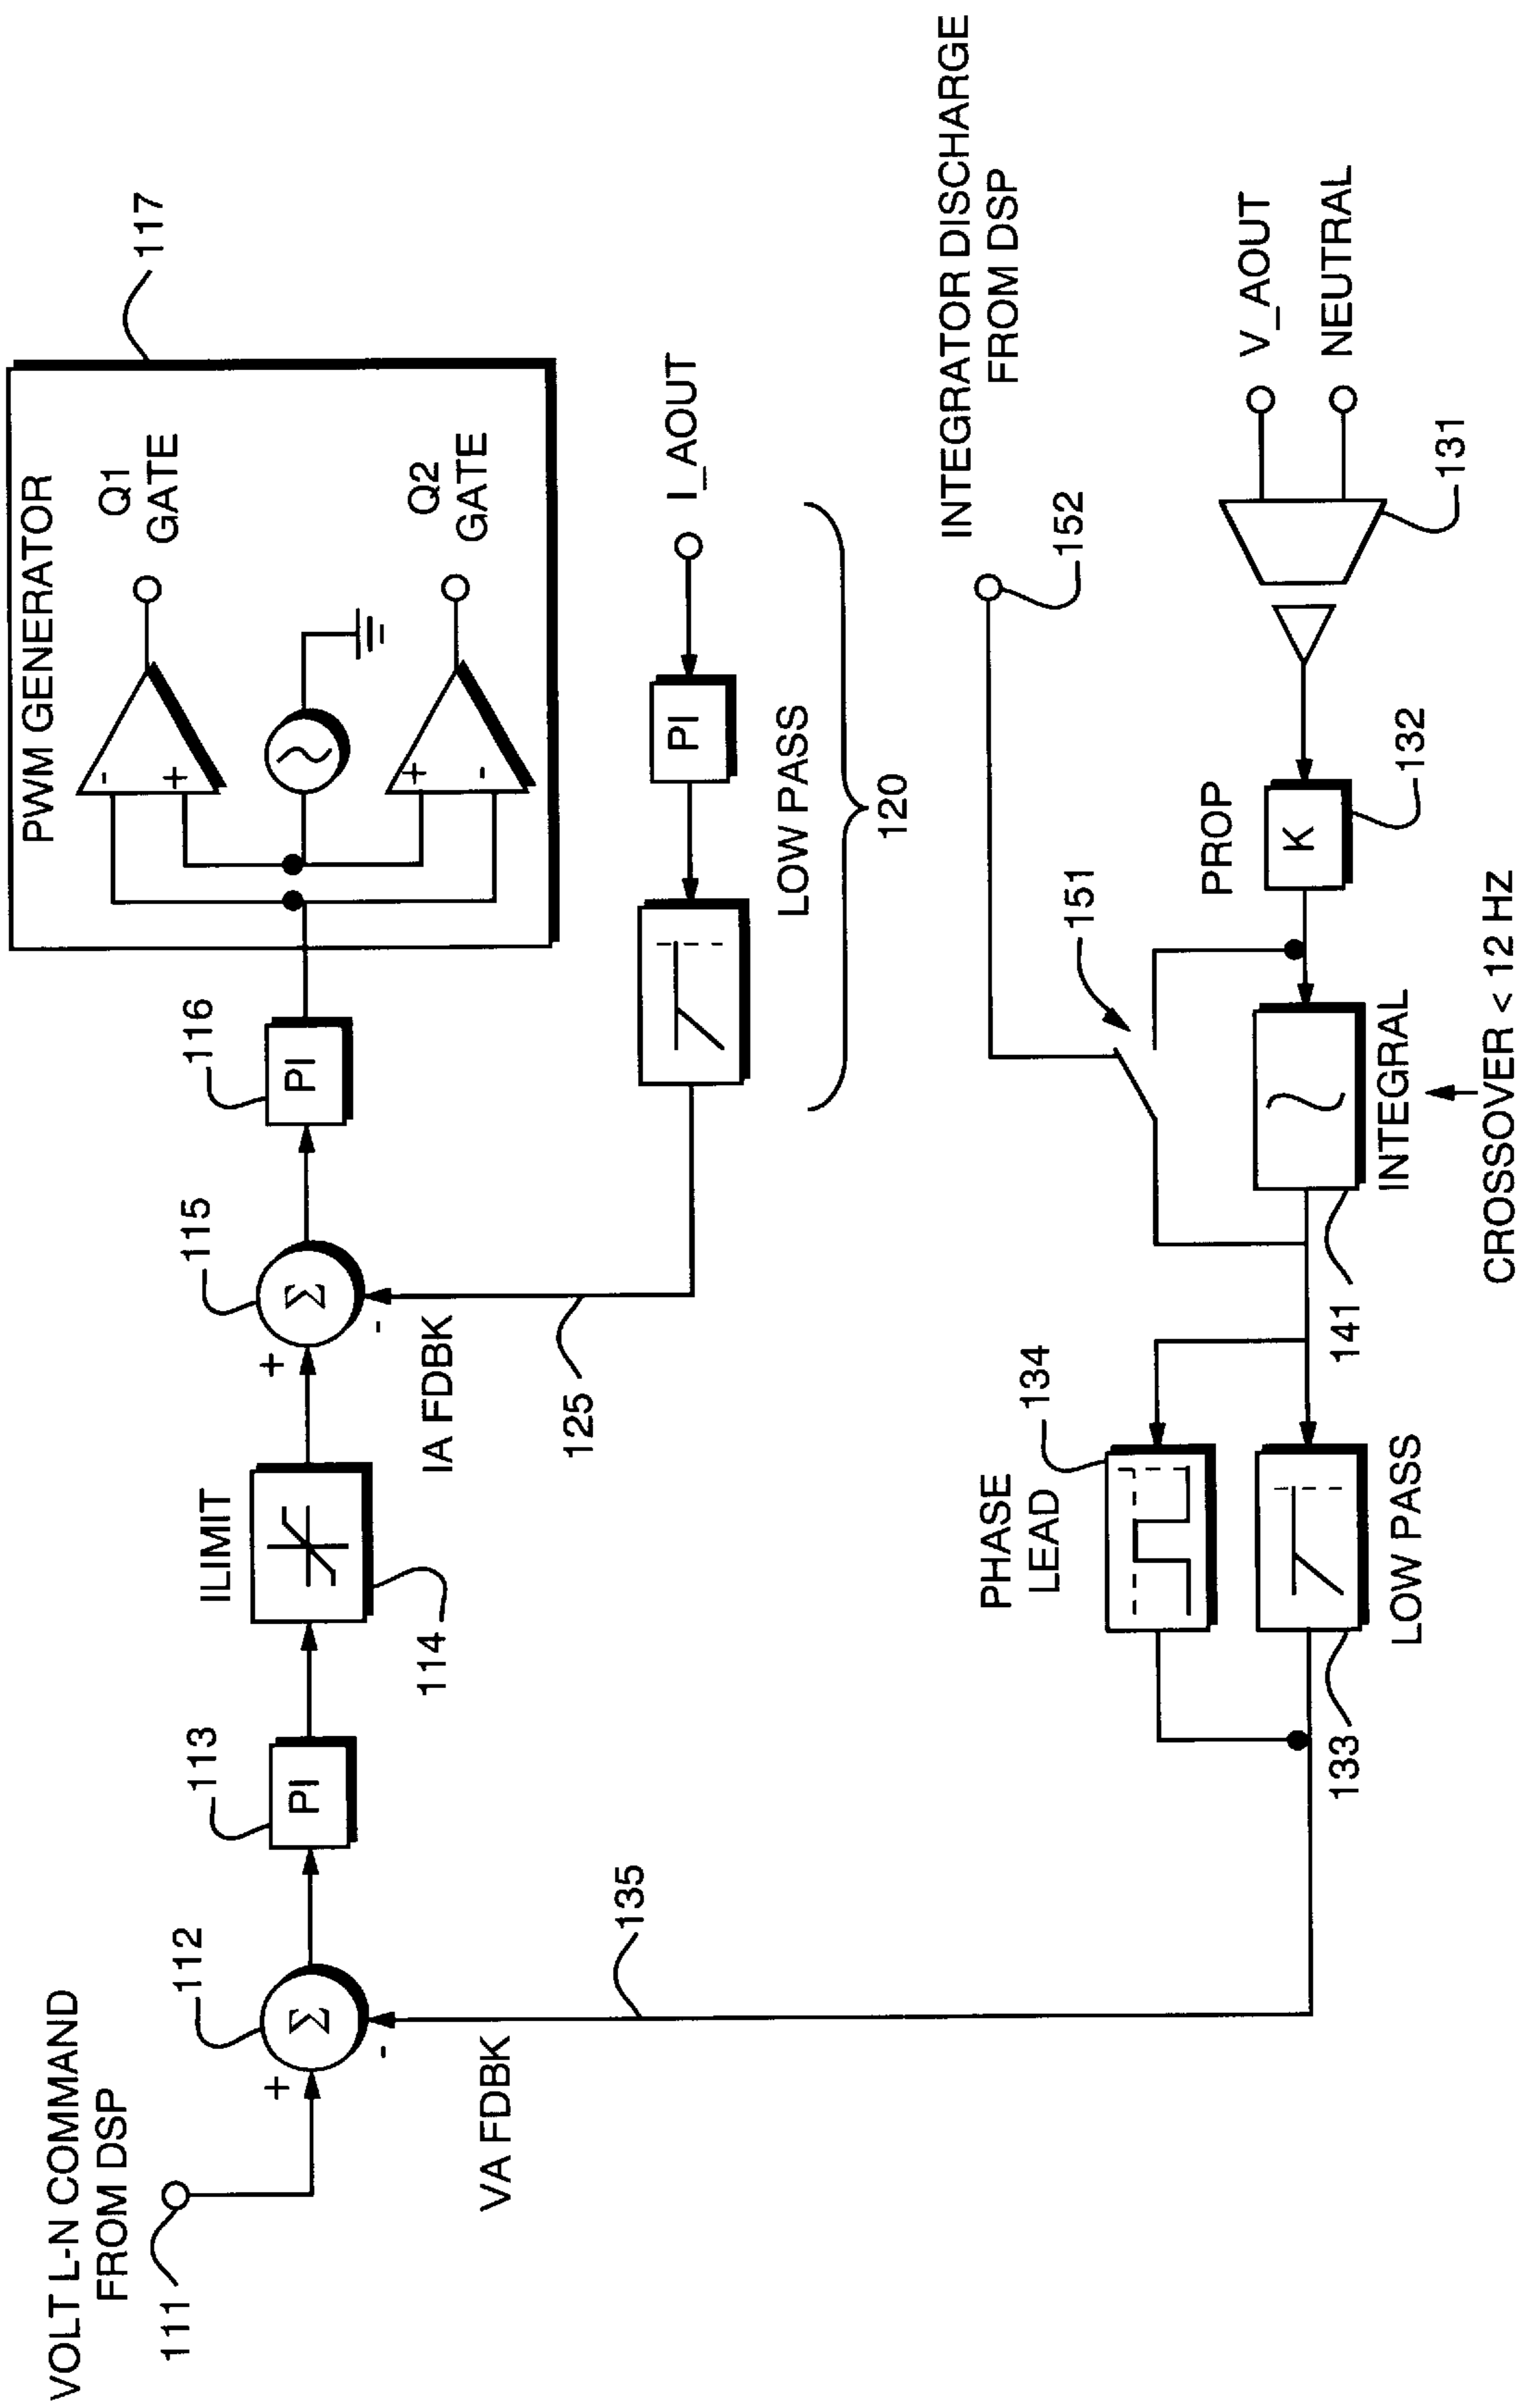 VOLT L-N COMMAND
FROM DSP
111
+
-
Σ
112
VA FDBK
135
PI
113
ILIMIT
114
+
-
Σ
115
IA FDBK
125
PI
116
PWM GENERATOR
117
-
+
Q1
GATE
+
-
Q2
GATE
I_AOUT
PI
LOW PASS
120
INTEGRATOR DISCHARGE
FROM DSP
152
151
V_AOUT
NEUTRAL
131
PROP
K
132
INTEGRAL
141
CROSSOVER < 12 HZ
PHASE
LEAD
134
LOW PASS
133